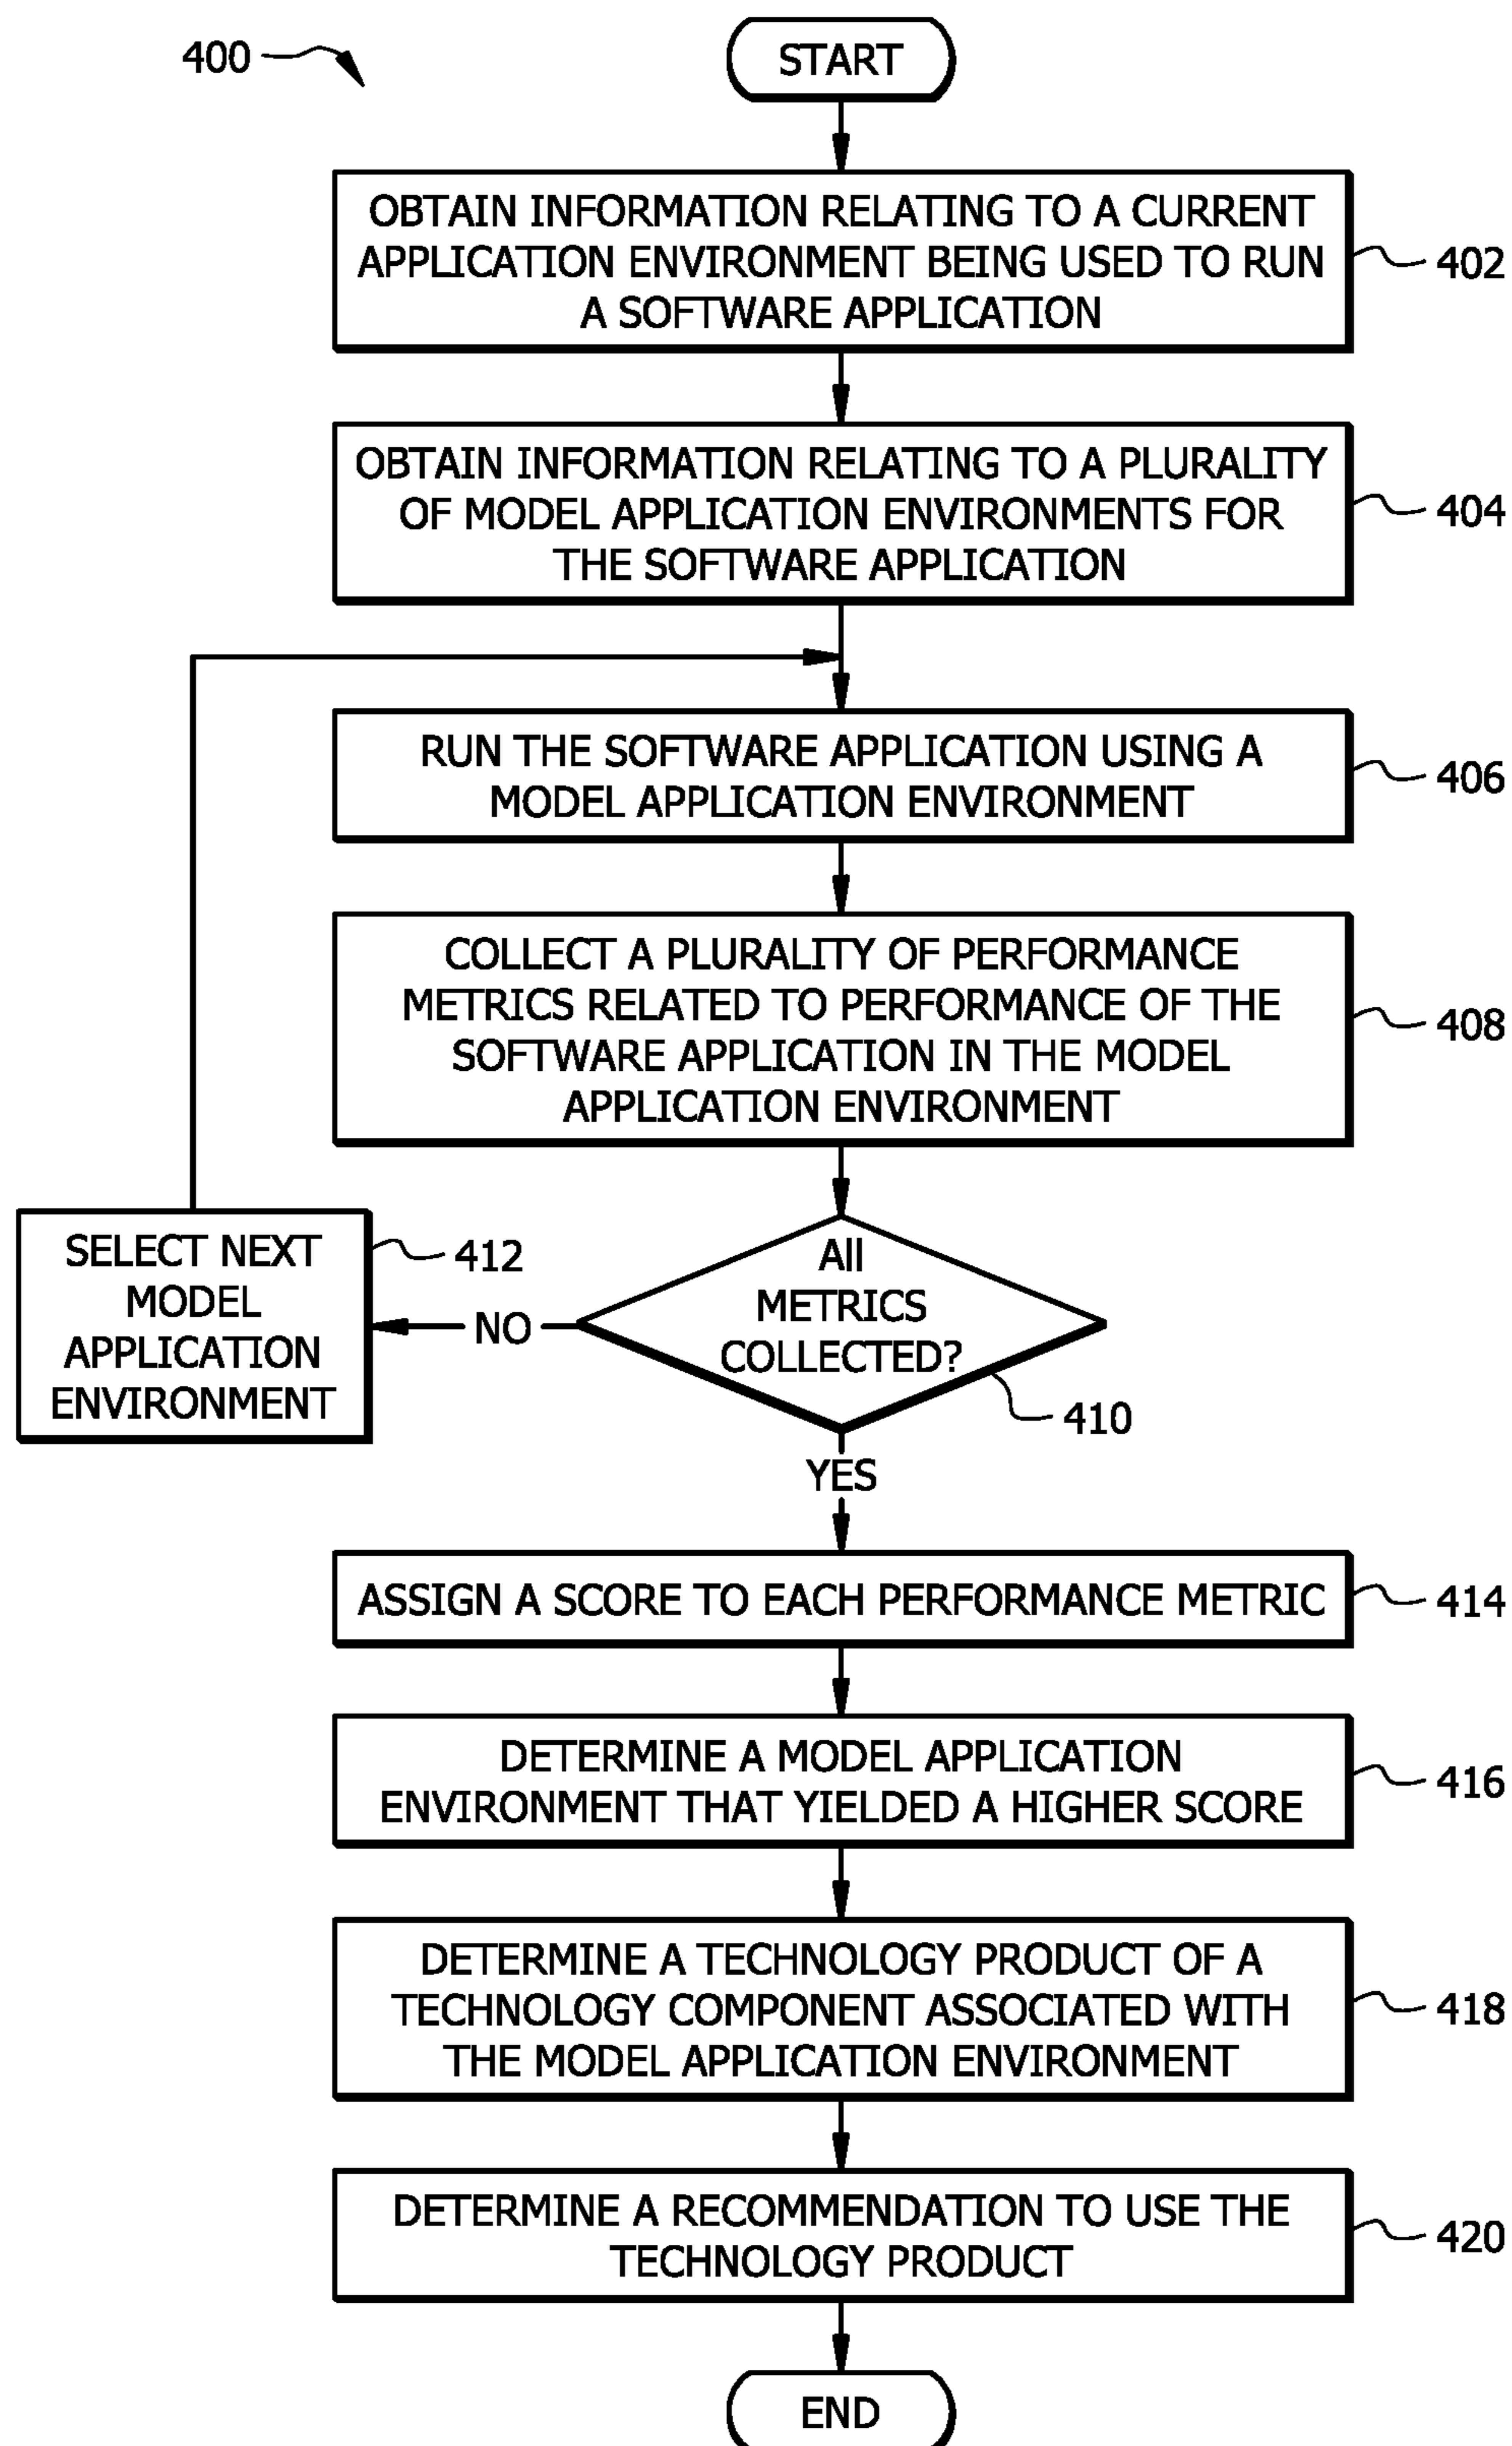 400
START
OBTAIN INFORMATION RELATING TO A CURRENT
APPLICATION ENVIRONMENT BEING USED TO RUN
A SOFTWARE APPLICATION
402
OBTAIN INFORMATION RELATING TO A PLURALITY
OF MODEL APPLICATION ENVIRONMENTS FOR
THE SOFTWARE APPLICATION
404
RUN THE SOFTWARE APPLICATION USING A
MODEL APPLICATION ENVIRONMENT
406
COLLECT A PLURALITY OF PERFORMANCE
METRICS RELATED TO PERFORMANCE OF THE
SOFTWARE APPLICATION IN THE MODEL
APPLICATION ENVIRONMENT
408
All
METRICS
COLLECTED?
410
NO
SELECT NEXT
MODEL
APPLICATION
ENVIRONMENT
412
YES
ASSIGN A SCORE TO EACH PERFORMANCE METRIC
414
DETERMINE A MODEL APPLICATION
ENVIRONMENT THAT YIELDED A HIGHER SCORE
416
DETERMINE A TECHNOLOGY PRODUCT OF A
TECHNOLOGY COMPONENT ASSOCIATED WITH
THE MODEL APPLICATION ENVIRONMENT
418
DETERMINE A RECOMMENDATION TO USE THE
TECHNOLOGY PRODUCT
420
END